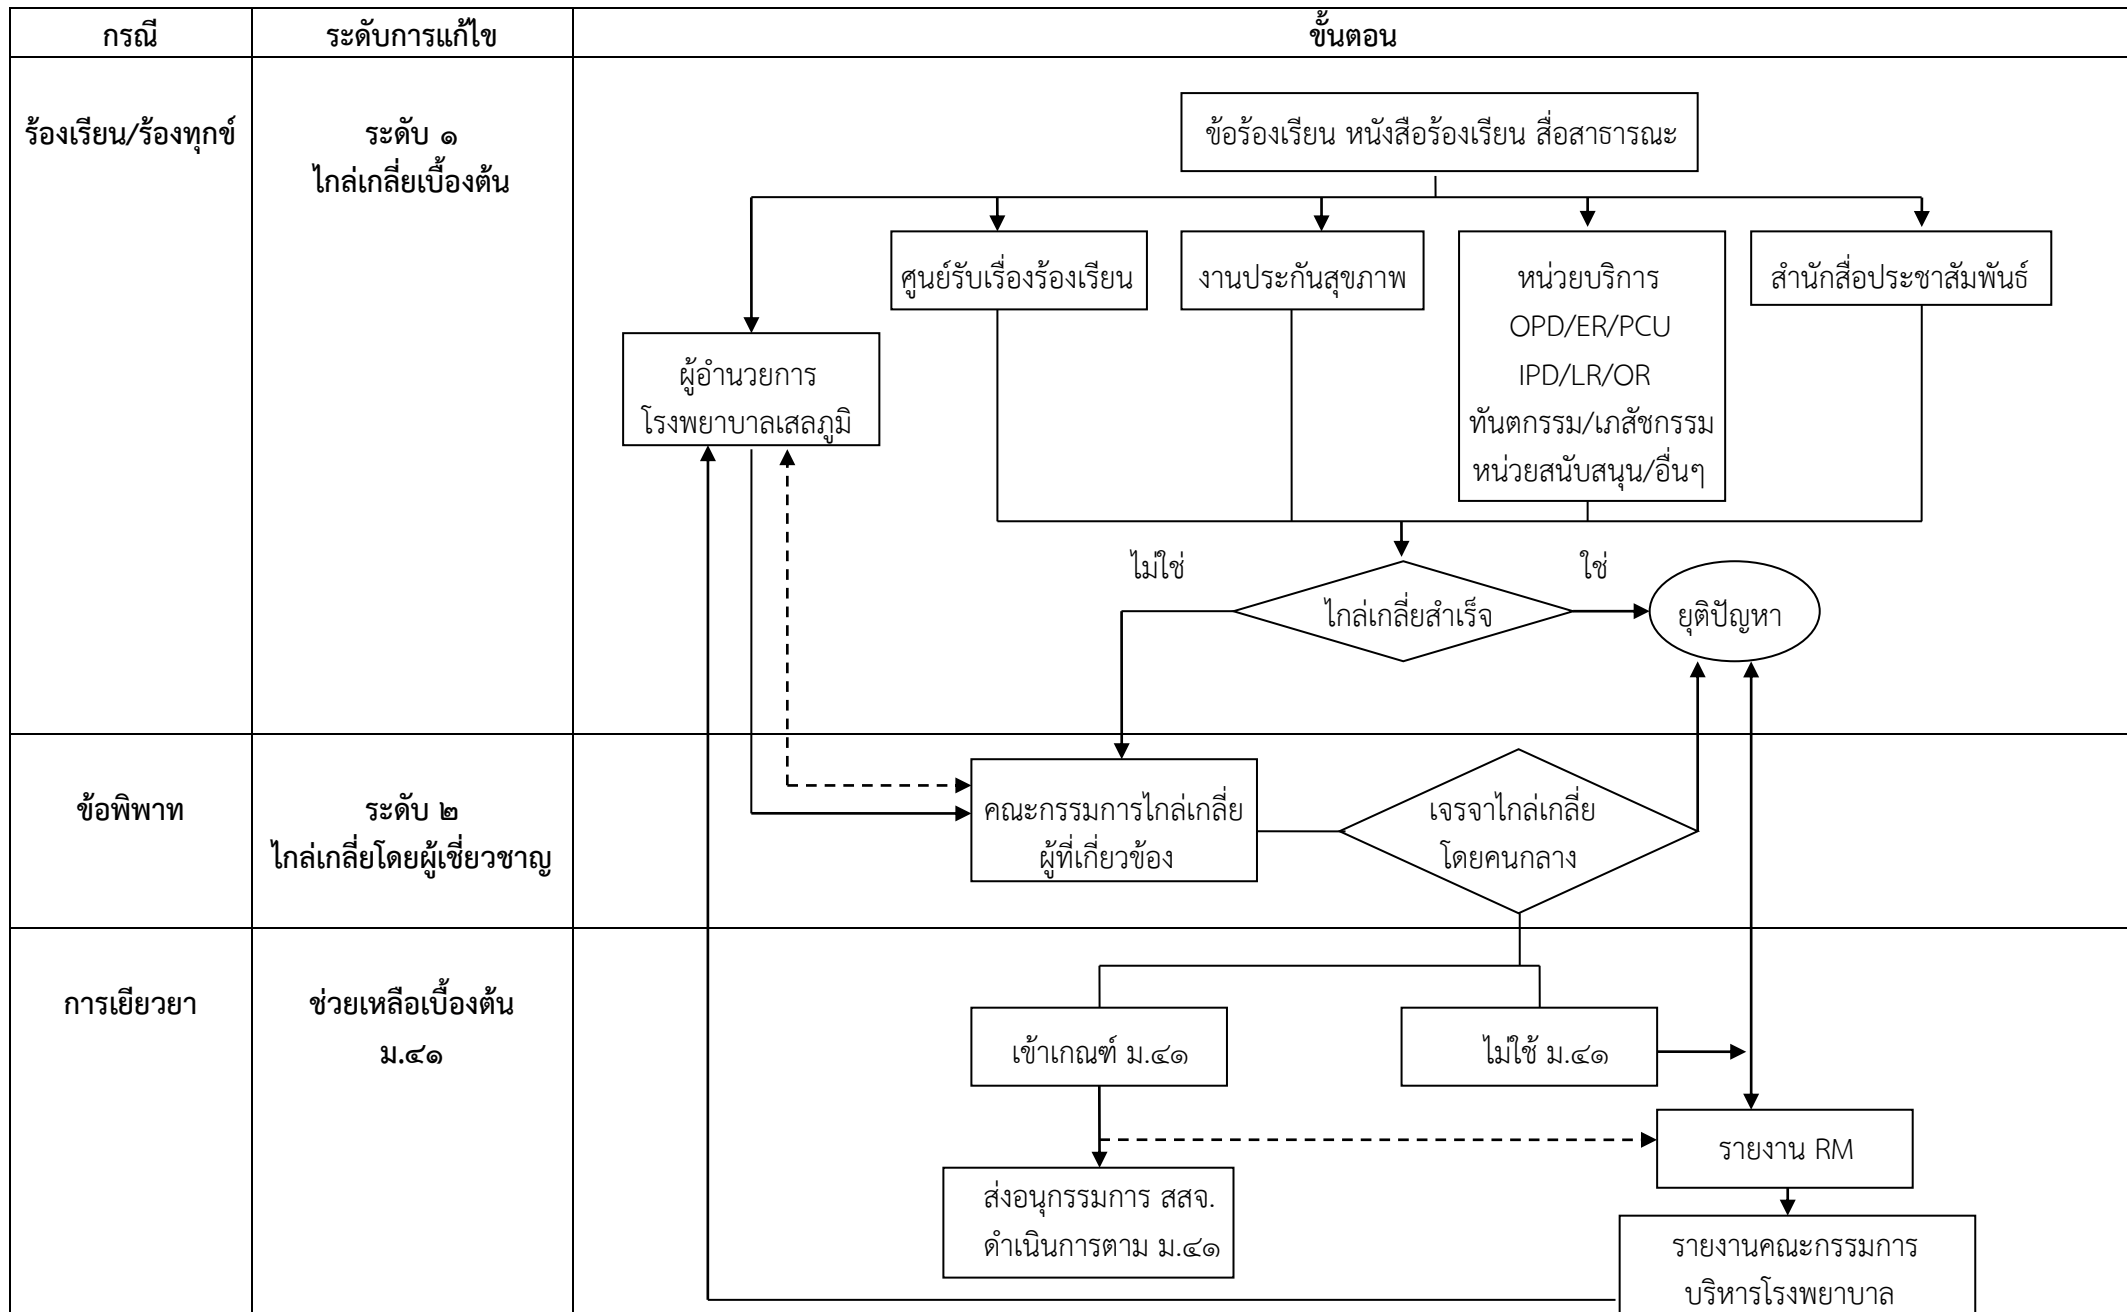 กรณี
ระดับการแก้ไข
ขั้นตอน
ร้องเรียน/ร้องทุกข์
ระดับ ๑
ไกล่เกลี่ยเบื้องต้น
ข้อร้องเรียน หนังสือร้องเรียน สื่อสาธารณะ
ศูนย์รับเรื่องร้องเรียน
งานประกันสุขภาพ
หน่วยบริการ
OPD/ER/PCU
IPD/LR/OR
ทันตกรรม/เภสัชกรรม
หน่วยสนับสนุน/อื่นๆ
สำนักสื่อประชาสัมพันธ์
ผู้อำนวยการ
โรงพยาบาลเสลภูมิ
ไม่ใช่
ใช่
ไกล่เกลี่ยสำเร็จ
ยุติปัญหา
ข้อพิพาท
ระดับ ๒
ไกล่เกลี่ยโดยผู้เชี่ยวชาญ
คณะกรรมการไกล่เกลี่ย
ผู้ที่เกี่ยวข้อง
เจรจาไกล่เกลี่ย
โดยคนกลาง
การเยียวยา
ช่วยเหลือเบื้องต้น
ม.๔๑
เข้าเกณฑ์ ม.๔๑
ไม่ใช้ ม.๔๑
รายงาน RM
ส่งอนุกรรมการ สสจ.
ดำเนินการตาม ม.๔๑
รายงานคณะกรรมการ
บริหารโรงพยาบาล